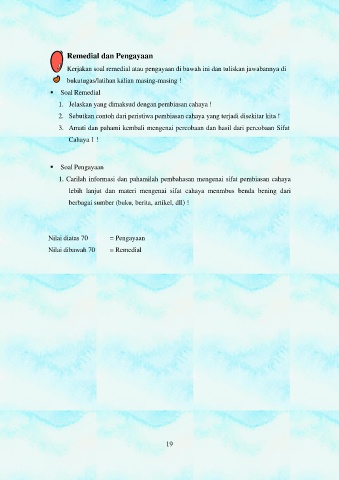 Remedial dan Pengayaan
Kerjakan soal remedial atau pengayaan di bawah ini dan tuliskan jawabannya di
bukutugas/latihan kalian masing-masing !
• Soal Remedial
1. Jelaskan yang dimaksud dengan pembiasan cahaya !
2. Sebutkan contoh dari peristiwa pembiasan cahaya yang terjadi disekitar kita !
3. Amati dan pahami kembali mengenai percobaan dan hasil dari percobaan Sifat
Cahaya 1 !
• Soal Pengayaan
1. Carilah informasi dan pahamilah pembahasan mengenai sifat pembiasan cahaya
lebih lanjut dan materi mengenai sifat cahaya menmbus benda bening dari
berbagai sumber (buku, berita, artikel, dll) !
Nilai diatas 70 = Pengayaan
Nilai dibawah 70 = Remedial
19